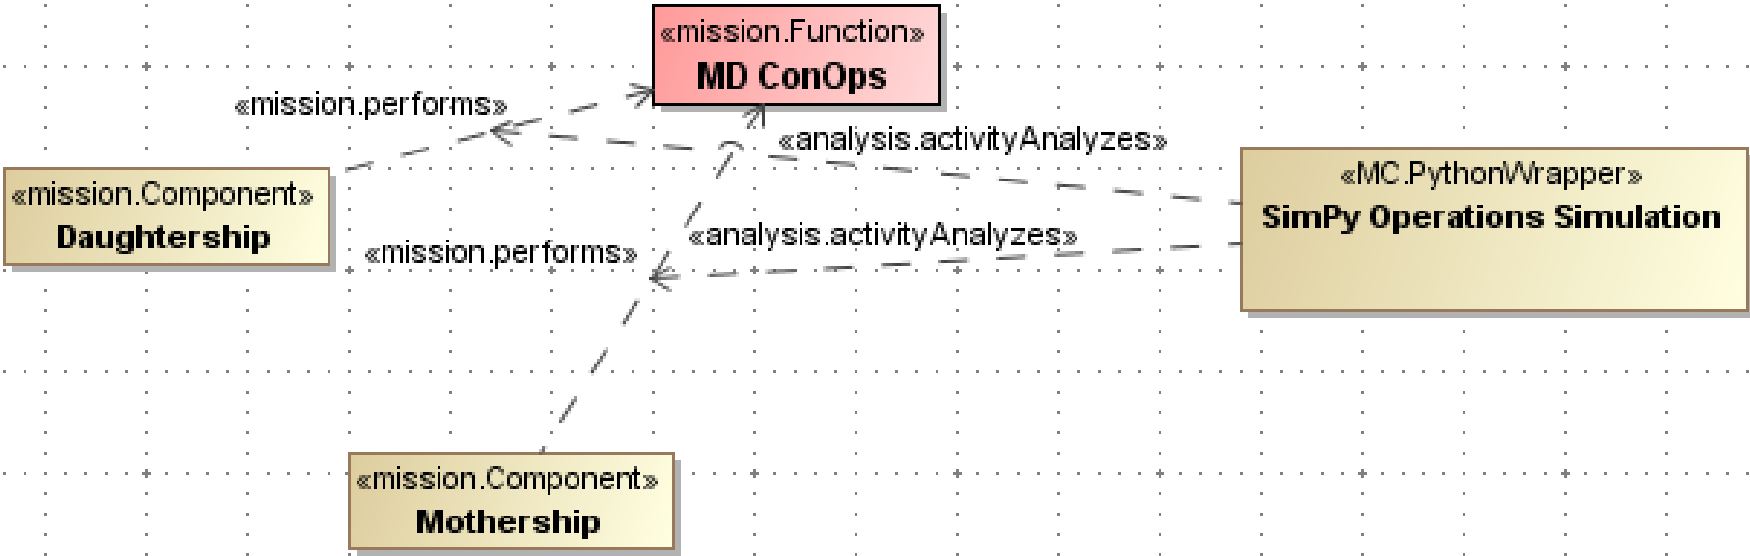 «mission.Function»
MD ConOps
«mission.performs»
«analysis.activityAnalyzes»
«mission.Component»
Daughtership
«MC.PythonWrapper»
SimPy Operations Simulation
«mission.performs»
«analysis.activityAnalyzes»
«mission.Component»
Mothership